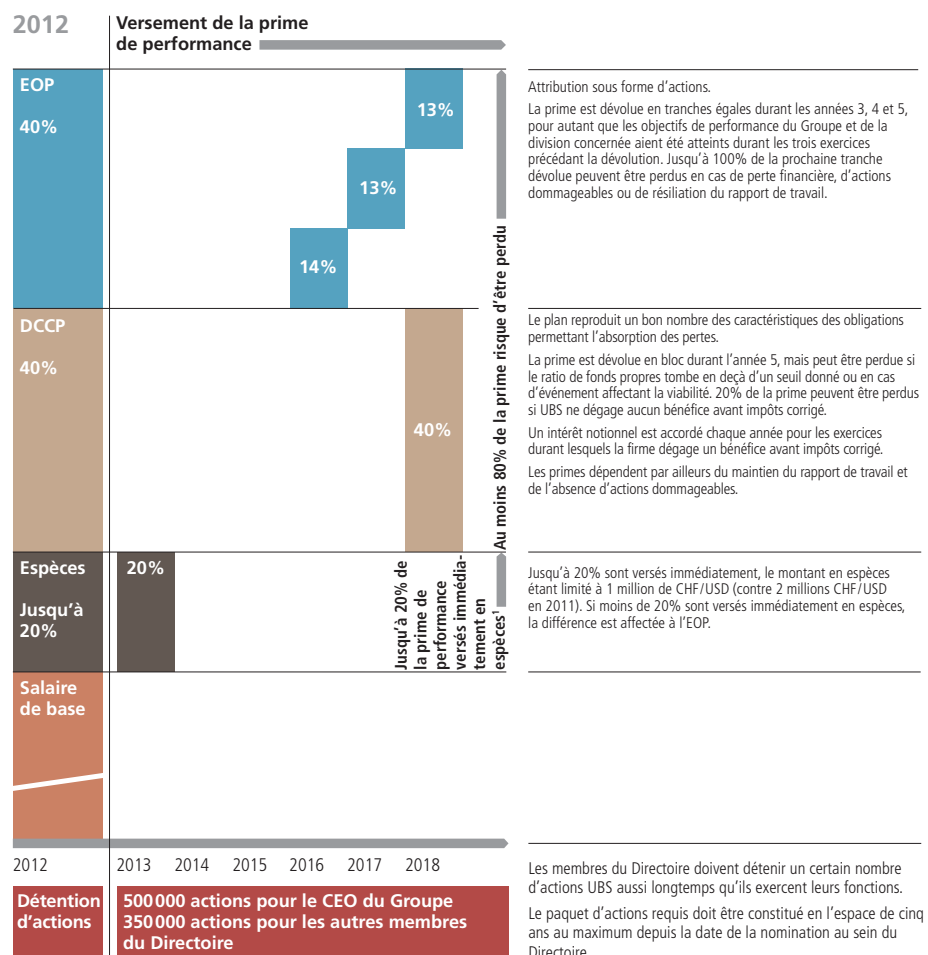 2012
Versement de la prime
de performance
EOP
40%
13%
13%
14%
Attribution sous forme d'actions.
La prime est dévolue en tranches égales durant les années 3, 4 et 5,
pour autant que les objectifs de performance du Groupe et de la
division concernée aient été atteints durant les trois exercices
précédant la dévolution. Jusqu'à 100% de la prochaine tranche
dévolue peuvent être perdus en cas de perte financière, d'actions
dommageables ou de résiliation du rapport de travail.
Au moins 80% de la prime risque d'être perdu
DCCP
40%
40%
Le plan reproduit un bon nombre des caractéristiques des obligations
permettant l'absorption des pertes.
La prime est dévolue en bloc durant l'année 5, mais peut être perdue si
le ratio de fonds propres tombe en deçà d'un seuil donné ou en cas
d'événement affectant la viabilité. 20% de la prime peuvent être perdus
si UBS ne dégage aucun bénéfice avant impôts corrigé.
Un intérêt notionnel est accordé chaque année pour les exercices
durant lesquels la firme dégage un bénéfice avant impôts corrigé.
Les primes dépendent par ailleurs du maintien du rapport de travail et
de l'absence d'actions dommageables.
Espèces
Jusqu'à
20%
20%
Jusqu'à 20% de
la prime de
performance
versés immédia-
tement en
espèces¹
Jusqu'à 20% sont versés immédiatement, le montant en espèces
étant limité à 1 million de CHF/USD (contre 2 millions CHF/USD
en 2011). Si moins de 20% sont versés immédiatement en espèces,
la différence est affectée à l'EOP.
Salaire
de base
2012 2013 2014 2015 2016 2017 2018
Détention
d'actions
500 000 actions pour le CEO du Groupe
350 000 actions pour les autres membres
du Directoire
Les membres du Directoire doivent détenir un certain nombre
d'actions UBS aussi longtemps qu'ils exercent leurs fonctions.
Le paquet d'actions requis doit être constitué en l'espace de cinq
ans au maximum depuis la date de la nomination au sein du
Directoire